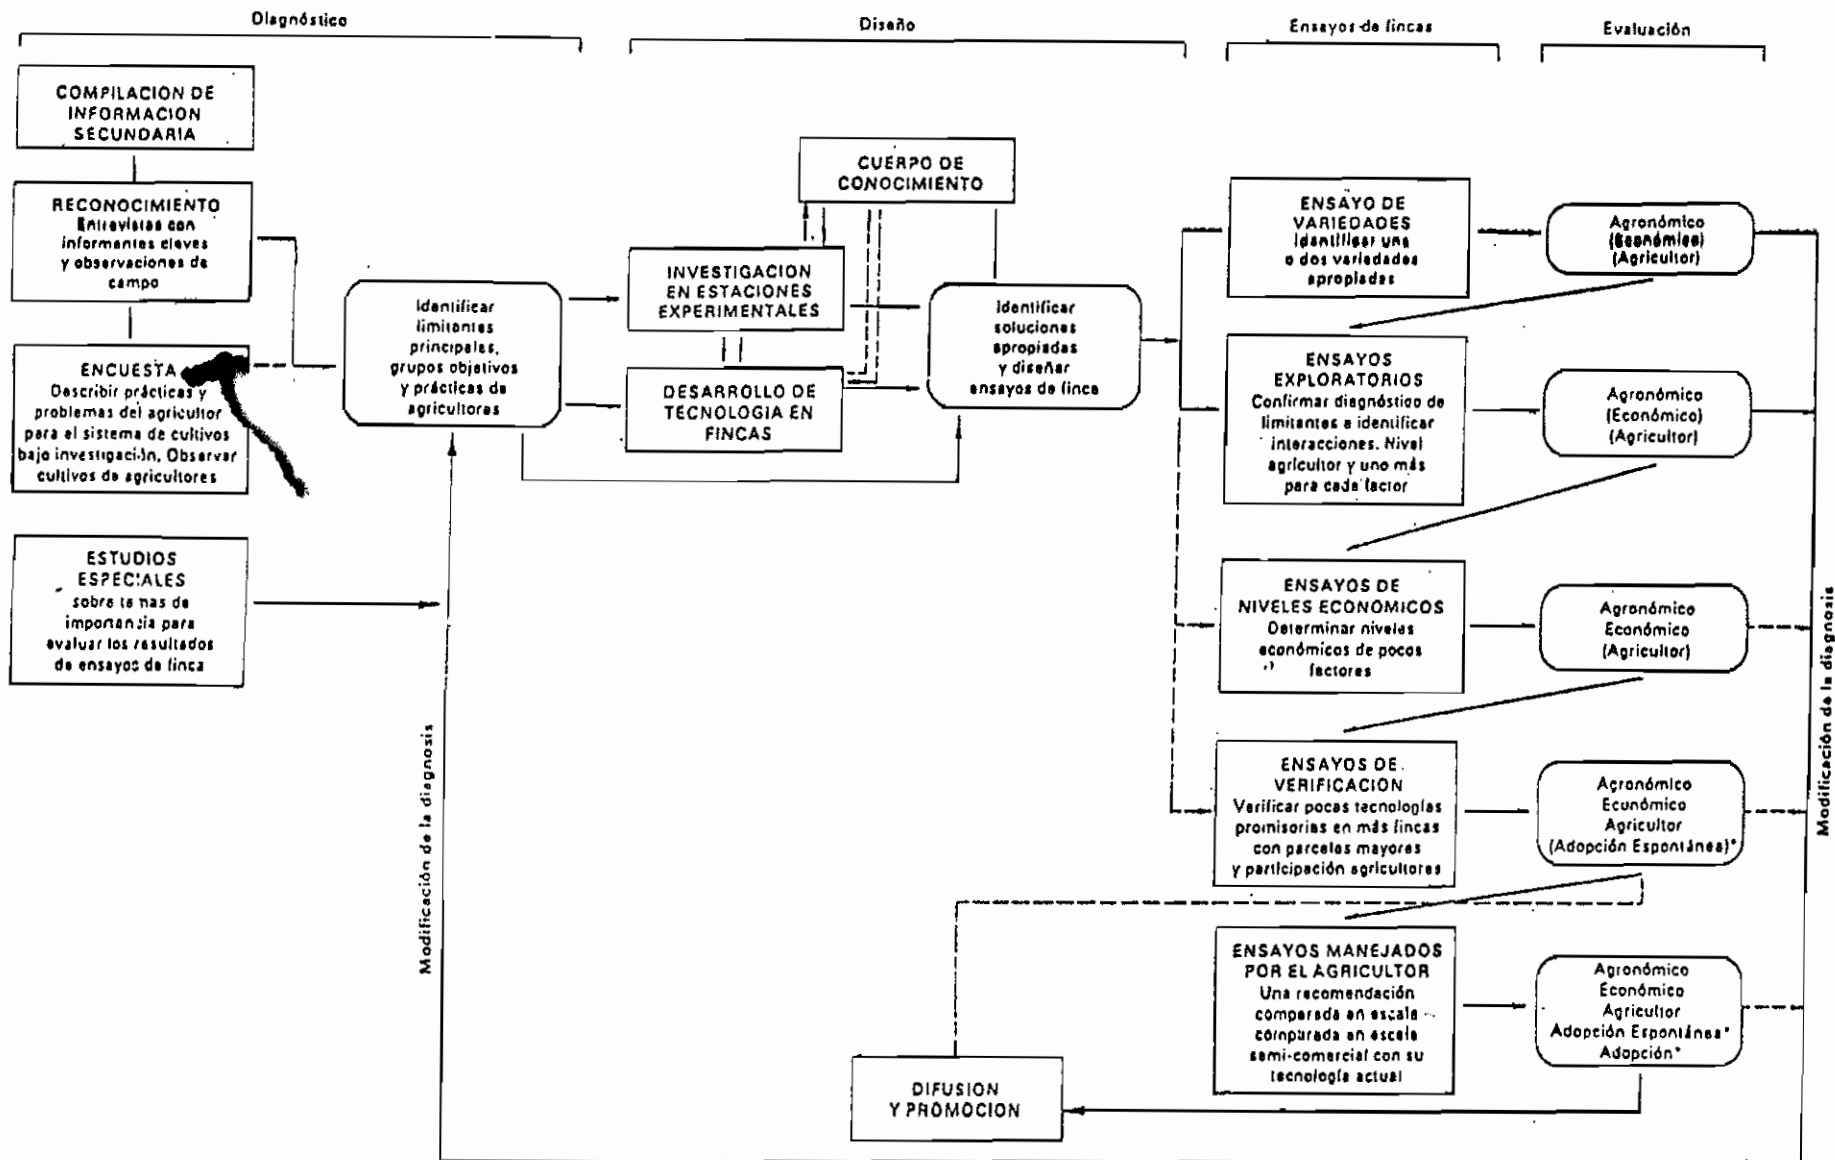 Diagnóstico
Diseño
Ensayos de fincas
Evaluación
COMPILACION DE
INFORMACION
SECUNDARIA
RECONOCIMIENTO
Entrevistas con
informantes claves
y observaciones de
campo
ENCUESTA
Describir prácticas y
problemas del agricultor
para el sistema de cultivos
bajo investigación. Observar
cultivos de agricultores
ESTUDIOS
ESPECIALES
sobre temas de
importancia para
evaluar los resultados
de ensayos de finca
Identificar
limitantes
principales,
grupos objetivos
y prácticas de
agricultores
Modificación de la diagnosis
CUERPO DE
CONOCIMIENTO
INVESTIGACION
EN ESTACIONES
EXPERIMENTALES
DESARROLLO DE
TECNOLOGIA EN
FINCAS
Identificar
soluciones
apropiadas
y diseñar
ensayos de finca
DIFUSION
Y PROMOCION
ENSAYO DE
VARIEDADES
Identificar una
o dos variedades
apropiadas
Agronómico
(Económico)
(Agricultor)
ENSAYOS
EXPLORATORIOS
Confirmar diagnóstico de
limitantes e identificar
interacciones. Nivel
agricultor y uno más
para cada factor
Agronómico
(Económico)
(Agricultor)
ENSAYOS DE
NIVELES ECONOMICOS
Determinar niveles
económicos de pocos
factores
Agronómico
Económico
(Agricultor)
ENSAYOS DE
VERIFICACION
Verificar pocas tecnologías
promisorias en más fincas
con parcelas mayores
y participación agricultores
Agronómico
Económico
Agricultor
(Adopción Espontánea)*
ENSAYOS MANEJADOS
POR EL AGRICULTOR
Una recomendación
comparada en escala
comparada en escala
semi-comercial con su
tecnología actual
Agronómico
Económico
Agricultor
Adopción Espontánea*
Adopción*
Modificación de la diagnosis